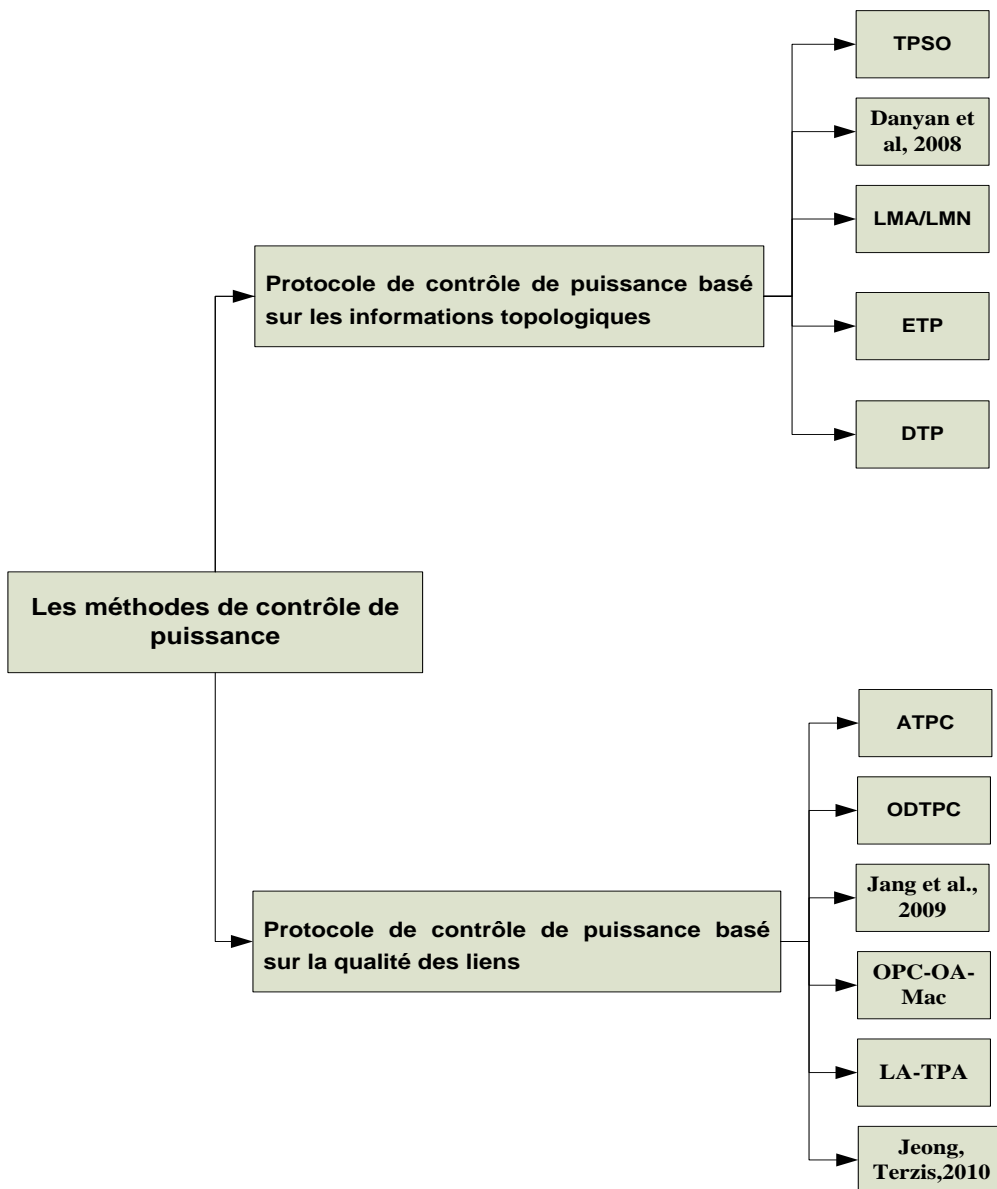 TPSO
Danyan et
al, 2008
LMA/LMN
Protocole de contrôle de puissance basé
sur les informations topologiques
ETP
DTP
Les méthodes de contrôle de
puissance
ATPC
ODTPC
Jang et al.,
2009
Protocole de contrôle de puissance basé
sur la qualité des liens
OPC-OA-
Mac
LA-TPA
Jeong,
Terzis,2010